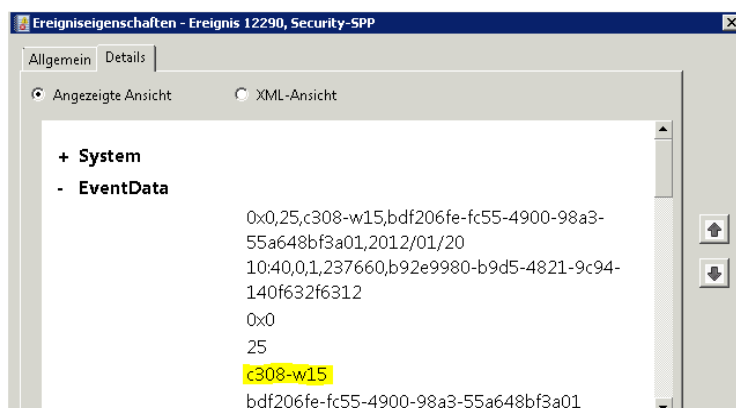 Ereigniseigenschaften - Ereignis 12290, Security-SPP
Allgemein
Details
Angezeigte Ansicht
XML-Ansicht
+ System
- EventData
0x0,25,c308-w15,bdf206fe-fc55-4900-98a3-
55a648bf3a01,2012/01/20
10:40,0,1,237660,b92e9980-b9d5-4821-9c94-
140f632f6312
0x0
25
c308-w15
bdf206fe-fc55-4900-98a3-55a648bf3a01